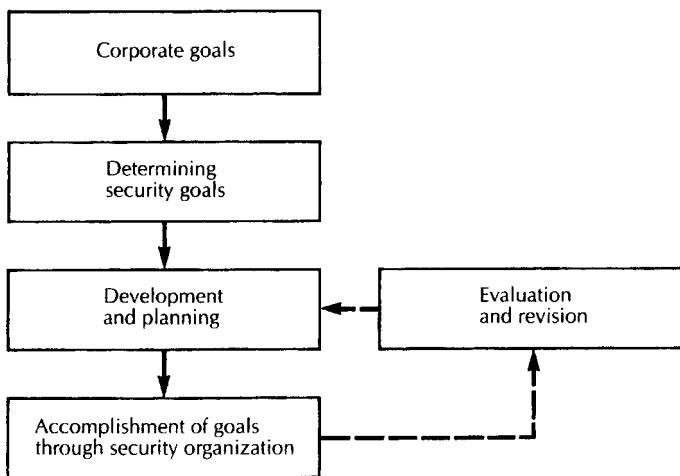 Corporate goals
Determining
security goals
Development
and planning
Evaluation
and revision
Accomplishment of goals
through security organization